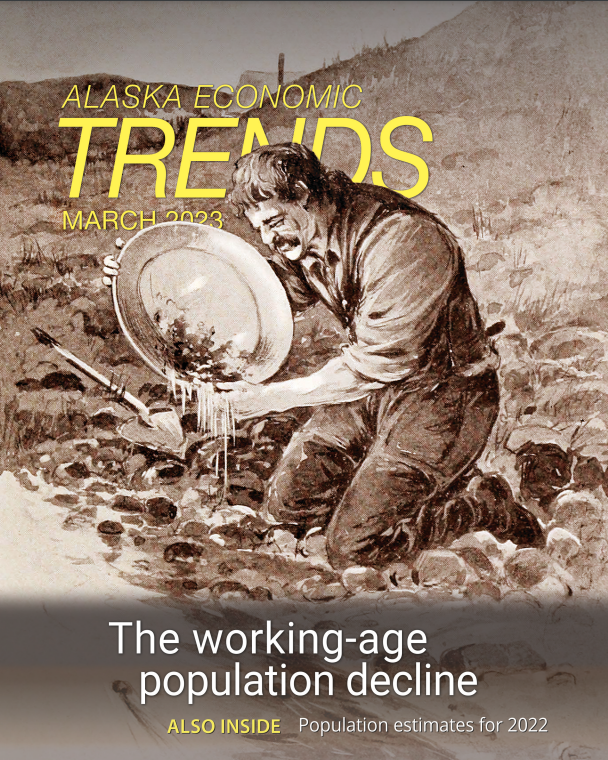 ALASKA ECONOMIC
TRENDS
MARCH 2023
The working-age
population decline
ALSO INSIDE Population estimates for 2022